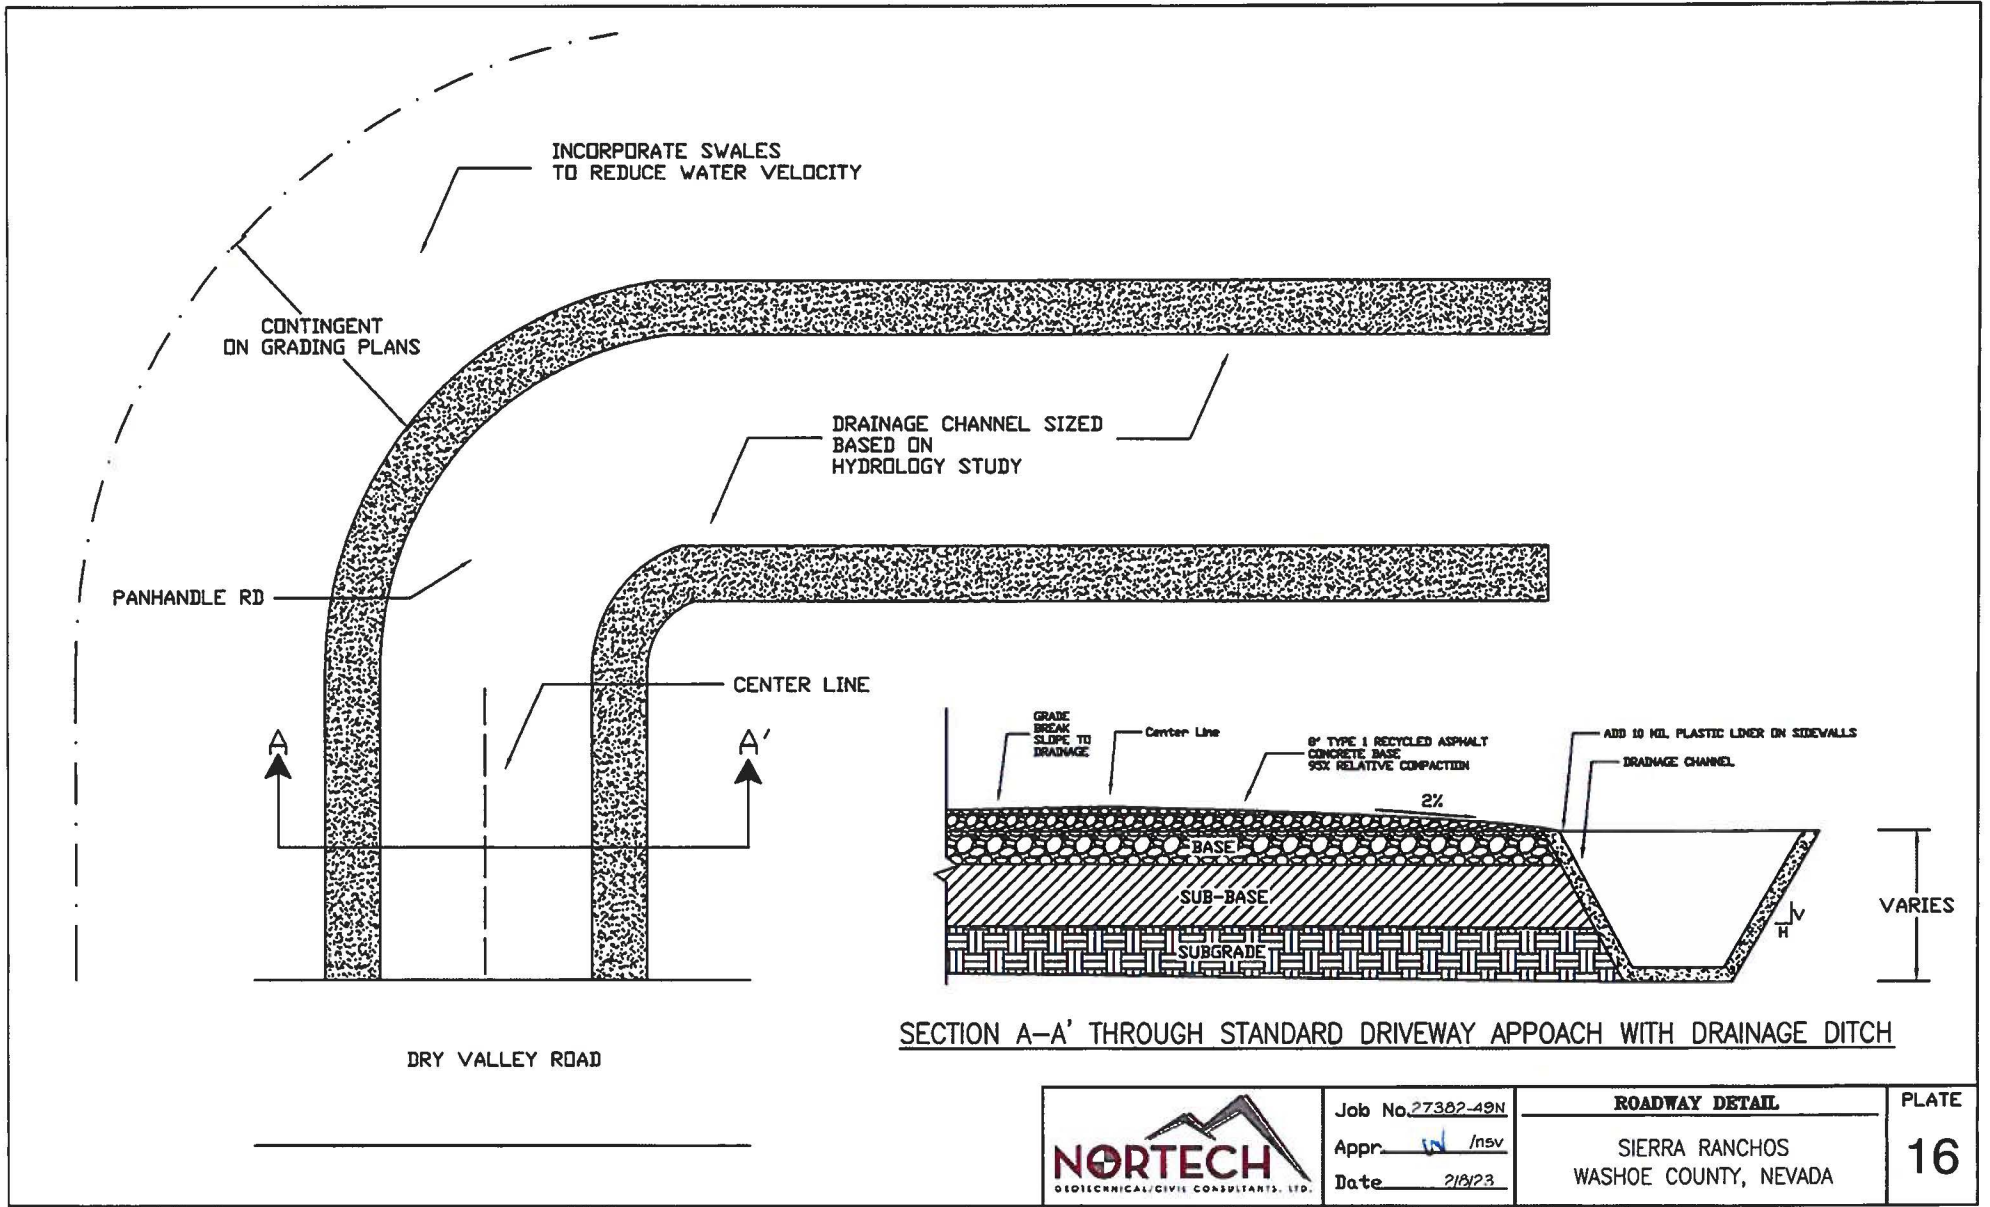 INCORPORATE SWALES
TO REDUCE WATER VELOCITY
CONTINGENT
ON GRADING PLANS
DRAINAGE CHANNEL SIZED
BASED ON
HYDROLOGY STUDY
PANHANDLE RD
CENTER LINE
A
A'
DRY VALLEY ROAD
GRADE
BREAK
SLOPE TO
DRAINAGE
Center Line
8" TYPE 1 RECYCLED ASPHALT
CONCRETE BASE
95% RELATIVE COMPACTION
2%
ADD 10 MIL PLASTIC LINER ON SIDEWALLS
DRAINAGE CHANNEL
BASE
SUB-BASE
SUBGRADE
V
H
VARIES
SECTION A-A' THROUGH STANDARD DRIVEWAY APPOACH WITH DRAINAGE DITCH
NORTECH
GEOTECHNICAL/CIVIL CONSULTANTS, LTD.
Job No. 27382-49N
Appr. /nsv
Date 2/8/23
ROADWAY DETAIL
SIERRA RANCHOS
WASHOE COUNTY, NEVADA
PLATE
16